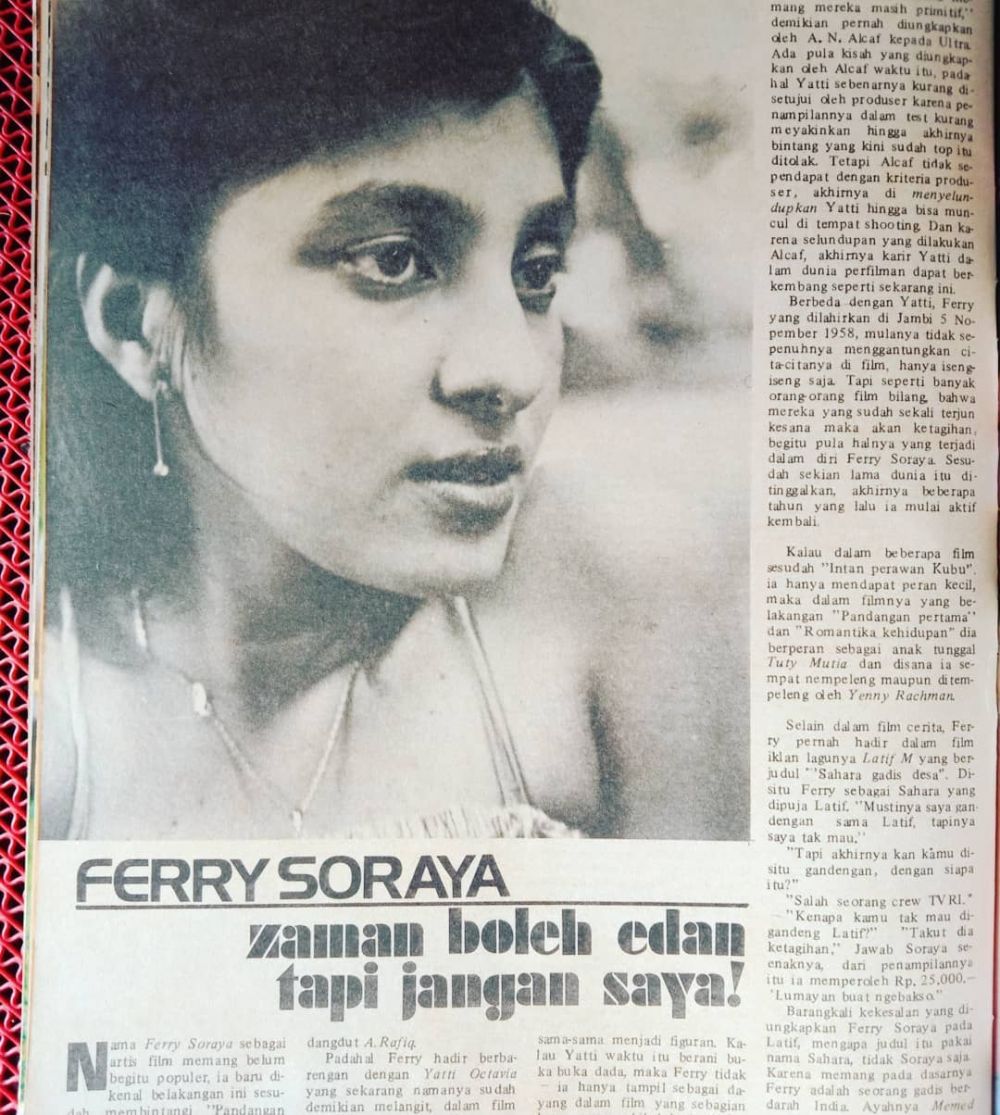 FERRY SORAYA
zaman boleh edan
tapi jangan saya!
Nama Ferry Soraya sebagai
artis film memang belum
begitu populer, ia baru di-
kenal belakangan ini sesu-
dah membintangi "Pandangan
dangdut A.Rafiq.
Padahal Ferry hadir berba-
rengan dengan Yatti Octavia
yang sekarang namanya sudah
demikian melangit, dalam film
sama-sama menjadi figuran. Ka-
lau Yatti waktu itu berani bu-
ka buka dada, maka Ferry tidak
— ia hanya tampil sebagai da-
yang dalam film yang sebagian
mang mereka masih primitif,"
demikian pernah diungkapkan
oleh A. N. Alcaf kepada Ultra.
Ada pula kisah yang diungkap-
kan oleh Alcaf waktu itu, pada
hal Yatti sebenarnya kurang di-
setujui oleh produser karena pe-
nampilannya dalam test kurang
meyakinkan hingga akhirnya
bintang yang kini sudah top itu
ditolak. Tetapi Alcaf tidak se-
pendapat dengan kriteria produ-
ser, akhirnya di menyelun-
dupkan Yatti hingga bisa mun-
cul di tempat shooting. Dan ka-
rena selundupan yang dilakukan
Alcaf, akhirnya karir Yatti da-
lam dunia perfilman dapat ber-
kembang seperti sekarang ini.
Berbeda dengan Yatti, Ferry
yang dilahirkan di Jambi 5 No-
pember 1958, mulanya tidak se-
penuhnya menggantungkan ci-
ta-citanya di film, hanya iseng-
iseng saja. Tapi seperti banyak
orang-orang film bilang, bahwa
mereka yang sudah sekali terjun
kesana maka akan ketagihan,
begitu pula halnya yang terjadi
dalam diri Ferry Soraya. Sesu-
dah sekian lama dunia itu di-
tinggalkan, akhirnya beberapa
tahun yang lalu ia mulai aktif
kembali.
Kalau dalam beberapa film
sesudah "Intan perawan Kubu".
ia hanya mendapat peran kecil,
maka dalam filmnya yang be-
lakangan "Pandangan pertama"
dan "Romantika kehidupan" dia
berperan sebagai anak tunggal
Tuty Mutia dan disana ia se-
mpat nempeleng maupun ditem-
peleng oleh Yenny Rachman.
Selain dalam film cerita, Fer-
ry pernah hadir dalam film
iklan lagunya Latif M yang ber-
judul "Sahara gadis desa". Di-
situ Ferry sebagai Sahara yang
dipuja Latif. "Mustinya saya gan-
dengan sama Latif, tapinya
saya tak mau."
"Tapi akhirnya kan kamu di-
situ gandengan, dengan siapa
itu?"
"Salah seorang crew TVRI."
"Kenapa kamu tak mau di-
gandeng Latif?" "Takut dia
ketagihan," Jawab Soraya se-
enaknya, dari penampilannya
itu ia memperoleh Rp. 25.000.—
"Lumayan buat ngebakso."
Barangkali kekesalan yang di-
ungkapkan Ferry Soraya pada
Latif, mengapa judul itu pakai
nama Sahara, tidak Soraya saja.
Karena memang pada dasarnya
Ferry adalah seorang gadis ber-
darah India. Ayahnya Memed